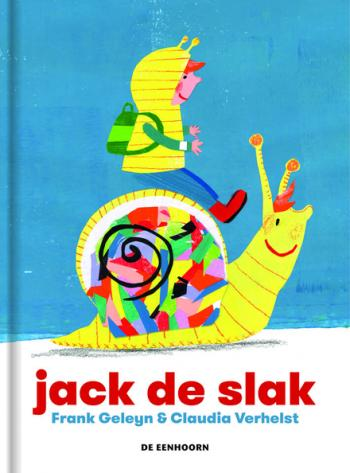 jack de slak
Frank Geleyn & Claudia Verhelst
DE EENHOORN